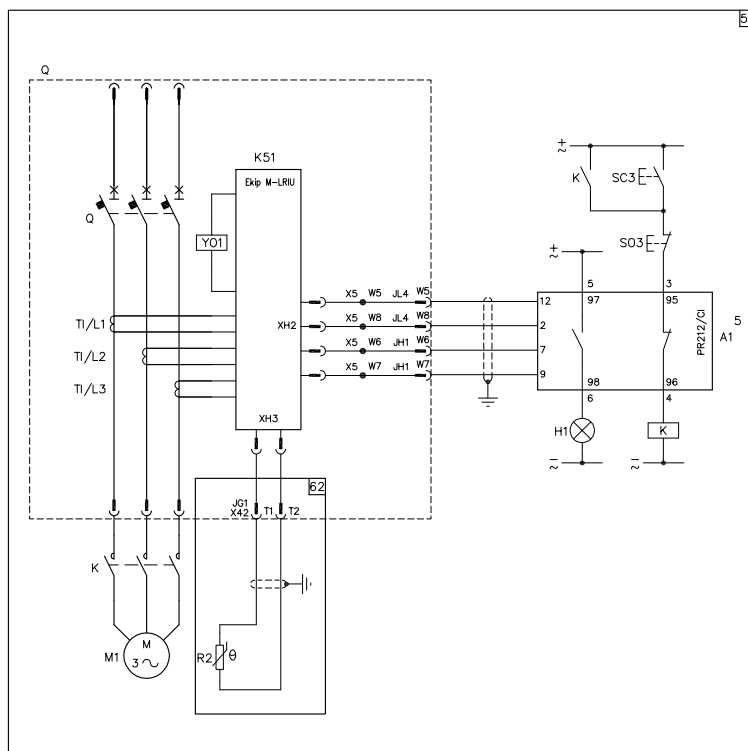 5
Q
K51
Ekip M-LRIU
YO1
Q
TI/L1
TI/L2
TI/L3
XH2
XH3
X5 W5 JL4 W5
X5 W8 JL4 W8
X5 W6 JH1 W6
X5 W7 JH1 W7
+
~
K
SC3
SO3
+
~
5
3
97
95
12
2
7
9
PR212/CI
5
A1
98
96
6
4
H1
K
–
~
–
~
62
JG1
X42
T1
T2
K
M1
M
3 ~
R2
θ